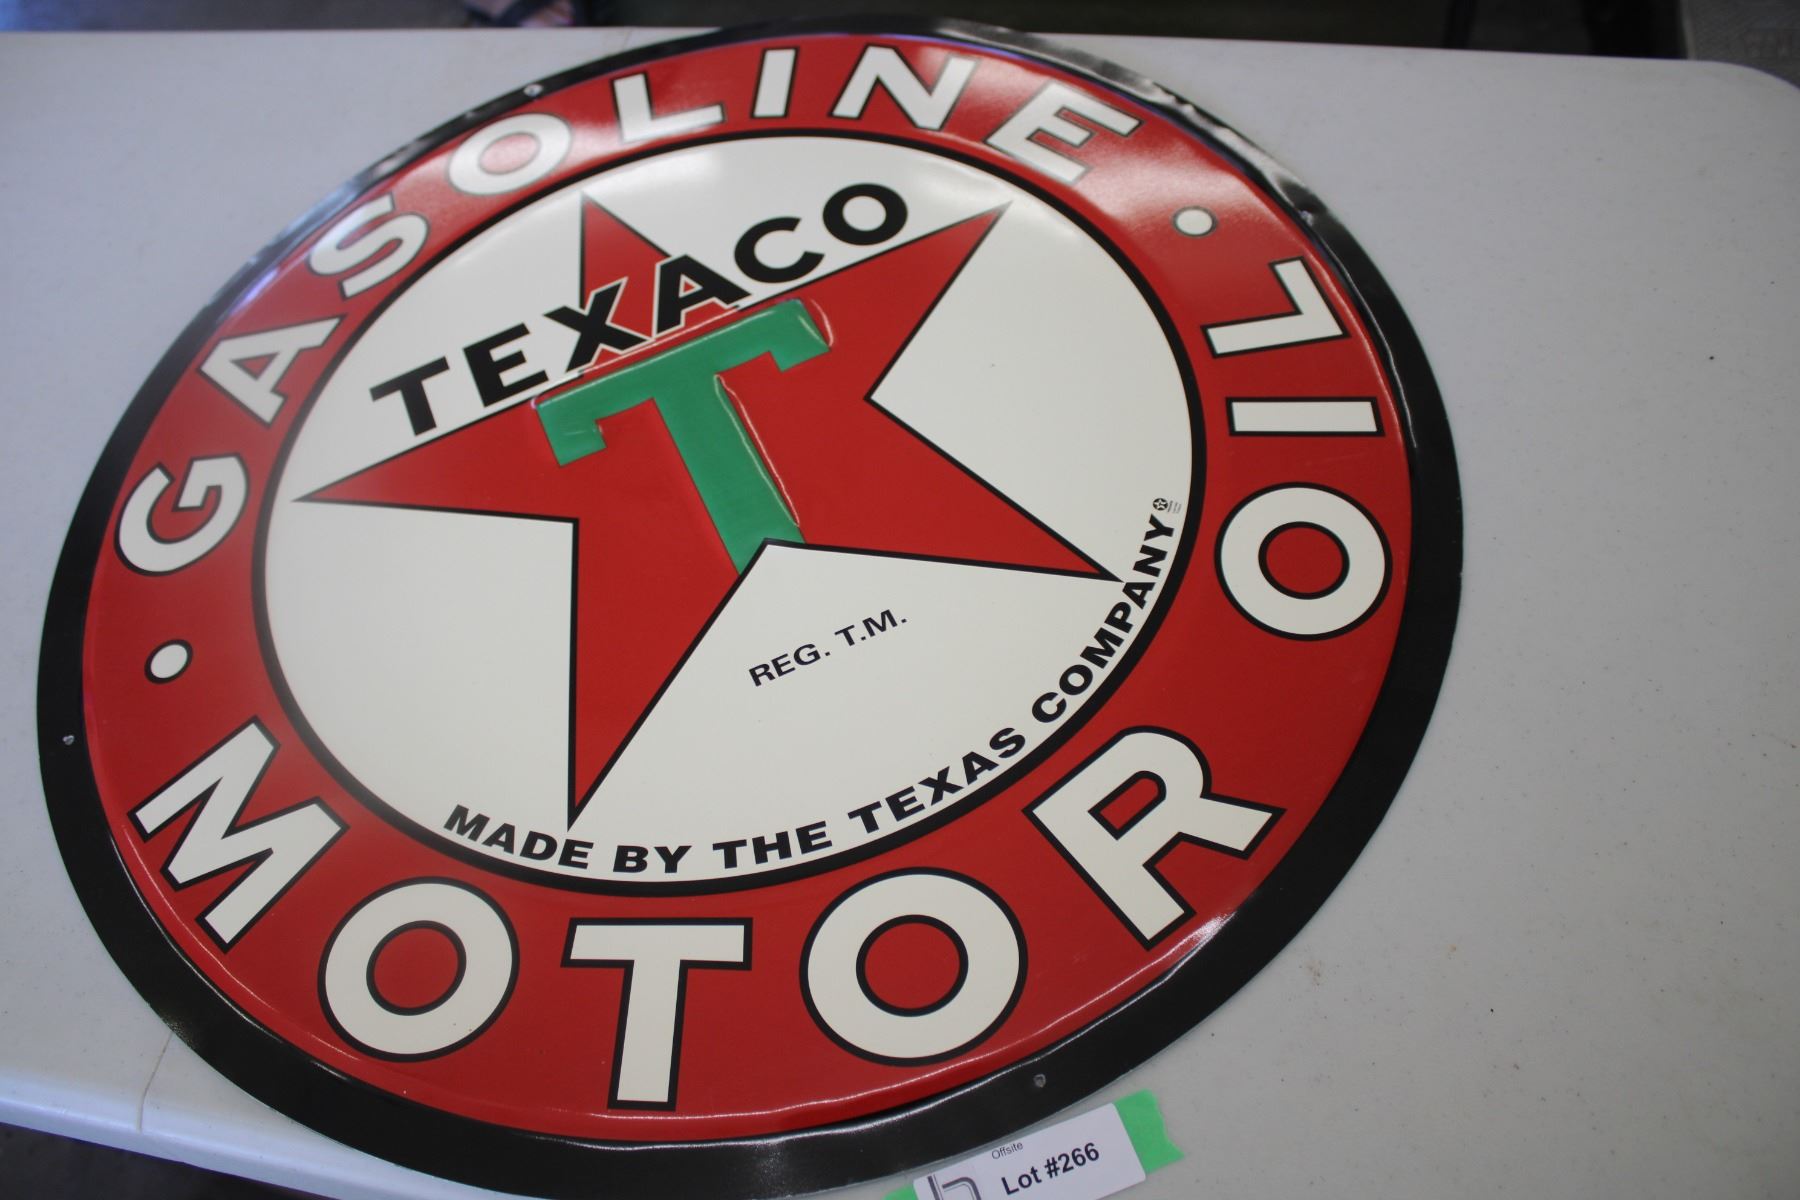 GASOLINE • MOTOR OIL •
TEXACO
T
REG. T.M.
MADE BY THE TEXAS COMPANY
Offsite
Lot #266